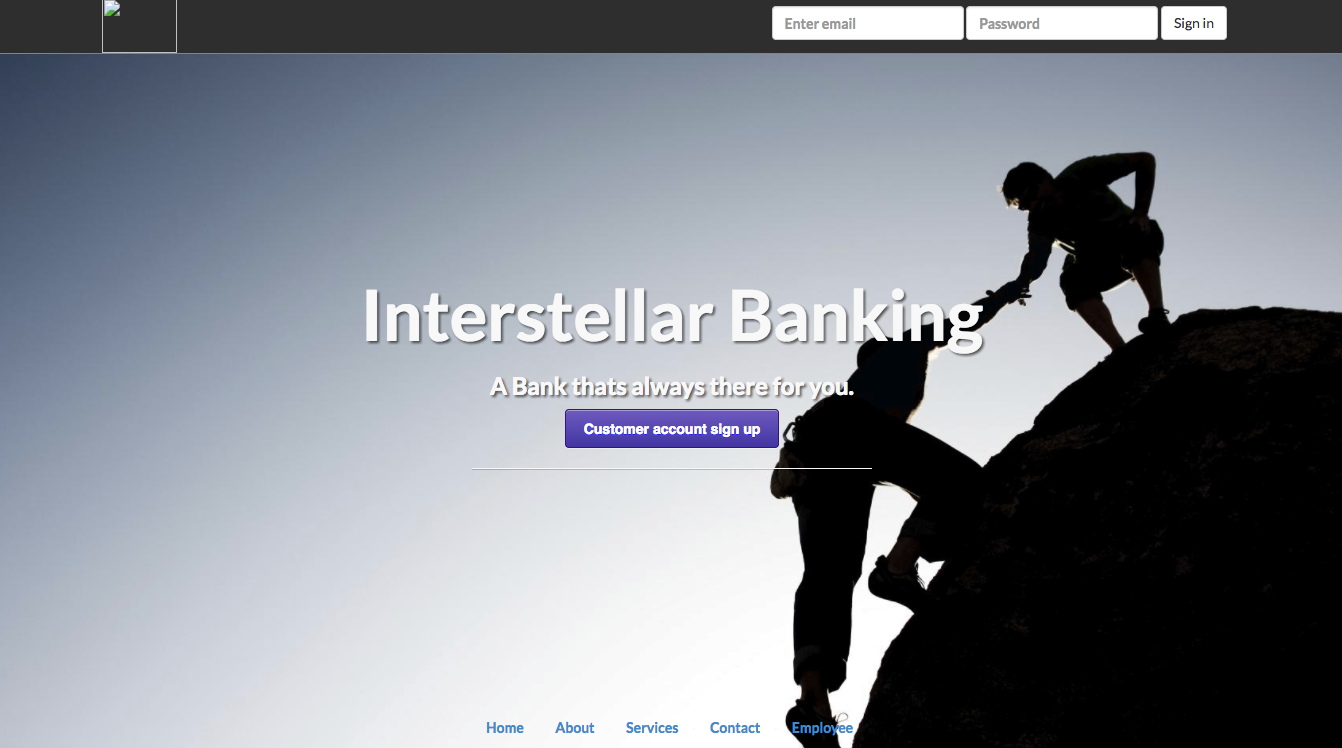 Enter email Password Sign in
Interstellar Banking
A Bank thats always there for you.
Customer account sign up
Home About Services Contact Employee